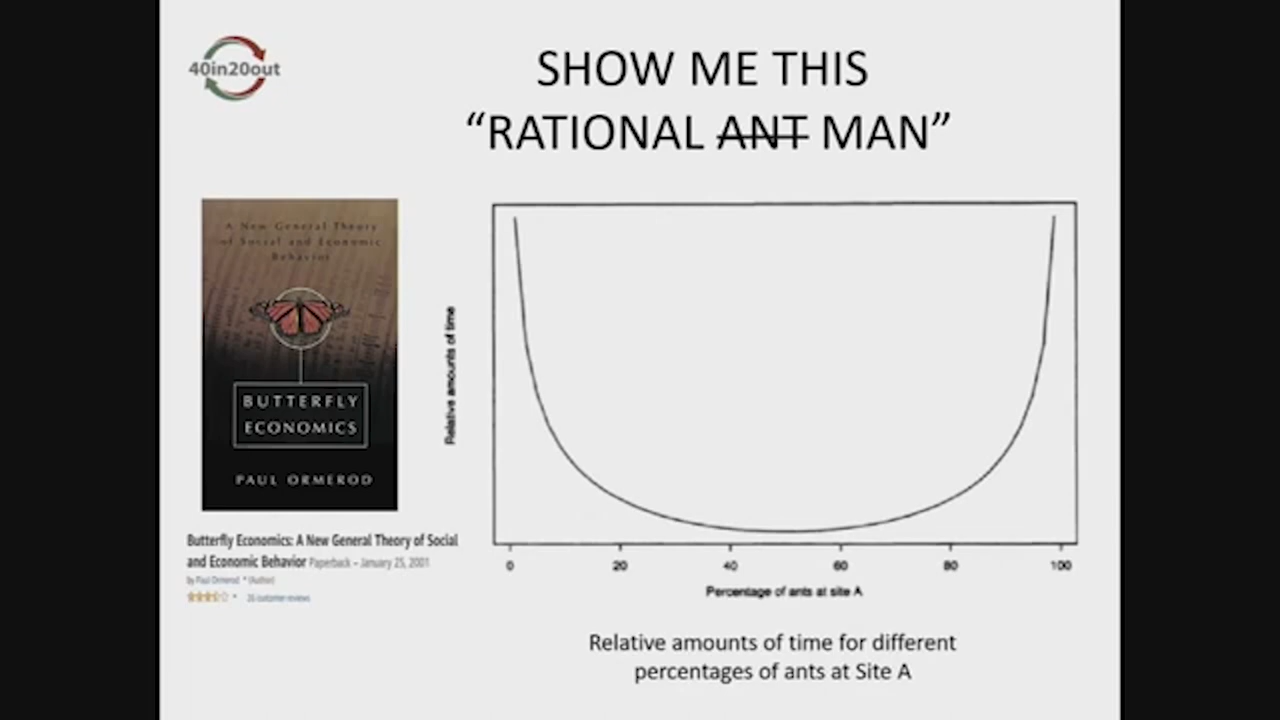 40in20out
SHOW ME THIS
“RATIONAL ANT MAN”
A New General Theory
of Social and Economic
Behavior
BUTTERFLY
ECONOMICS
PAUL ORMEROD
Butterfly Economics: A New General Theory of Social
and Economic Behavior Paperback – January 25, 2001
by Paul Ormerod (Author)
customer reviews
Relative amounts of time
0 20 40 60 80 100
Percentage of ants at site A
Relative amounts of time for different
percentages of ants at Site A